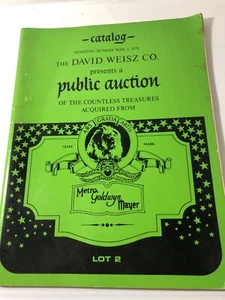 -catalog-
STARTING SUNDAY MAY 3, 1970
THE DAVID WEISZ CO.
presents a
public auction
OF THE COUNTLESS TREASURES
ACQUIRED FROM
ARS GRATIA ARTIS
TRADE MARK
Metro
Goldwyn
Mayer
LOT 2